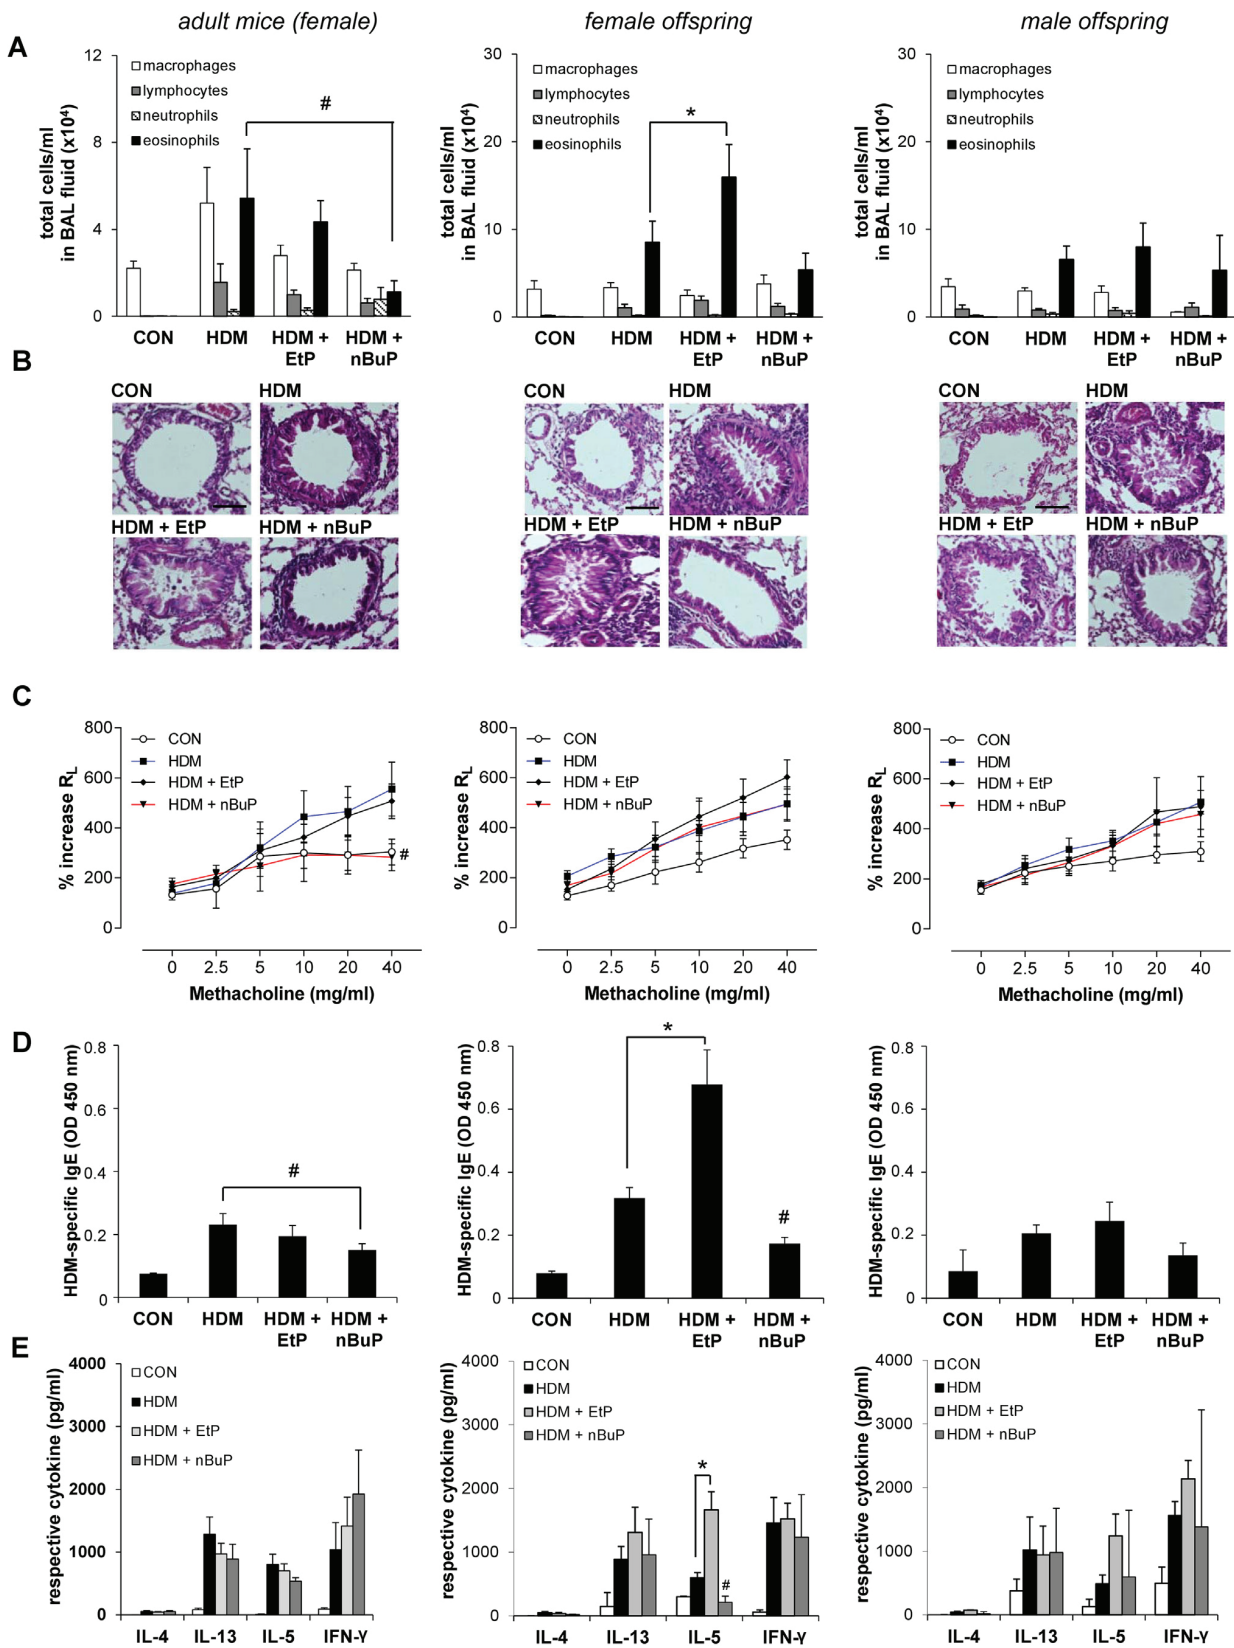 adult mice (female)
female offspring
male offspring
A
total cells/ml
in BAL fluid (x10⁴)
12
8
4
0
macrophages
lymphocytes
neutrophils
eosinophils
#
CON
HDM
HDM +
EtP
HDM +
nBuP
total cells/ml
in BAL fluid (x10⁴)
30
20
10
0
macrophages
lymphocytes
neutrophils
eosinophils
*
CON
HDM
HDM +
EtP
HDM +
nBuP
total cells/ml
in BAL fluid (x10⁴)
30
20
10
0
macrophages
lymphocytes
neutrophils
eosinophils
CON
HDM
HDM +
EtP
HDM +
nBuP
B
CON
HDM
HDM + EtP
HDM + nBuP
CON
HDM
HDM + EtP
HDM + nBuP
CON
HDM
HDM + EtP
HDM + nBuP
C
% increase R_L
800
600
400
200
0
CON
HDM
HDM + EtP
HDM + nBuP
#
0 2.5 5 10 20 40
Methacholine (mg/ml)
% increase R_L
800
600
400
200
0
CON
HDM
HDM + EtP
HDM + nBuP
0 2.5 5 10 20 40
Methacholine (mg/ml)
% increase R_L
800
600
400
200
0
CON
HDM
HDM + EtP
HDM + nBuP
0 2.5 5 10 20 40
Methacholine (mg/ml)
D
HDM-specific IgE (OD 450 nm)
0.8
0.6
0.4
0.2
0
#
CON
HDM
HDM +
EtP
HDM +
nBuP
HDM-specific IgE (OD 450 nm)
0.8
0.6
0.4
0.2
0
*
#
CON
HDM
HDM +
EtP
HDM +
nBuP
HDM-specific IgE (OD 450 nm)
0.8
0.6
0.4
0.2
0
CON
HDM
HDM +
EtP
HDM +
nBuP
E
respective cytokine (pg/ml)
4000
3000
2000
1000
0
CON
HDM
HDM + EtP
HDM + nBuP
IL-4 IL-13 IL-5 IFN-γ
respective cytokine (pg/ml)
4000
3000
2000
1000
0
CON
HDM
HDM + EtP
HDM + nBuP
*
#
IL-4 IL-13 IL-5 IFN-γ
respective cytokine (pg/ml)
4000
3000
2000
1000
0
CON
HDM
HDM + EtP
HDM + nBuP
IL-4 IL-13 IL-5 IFN-γ